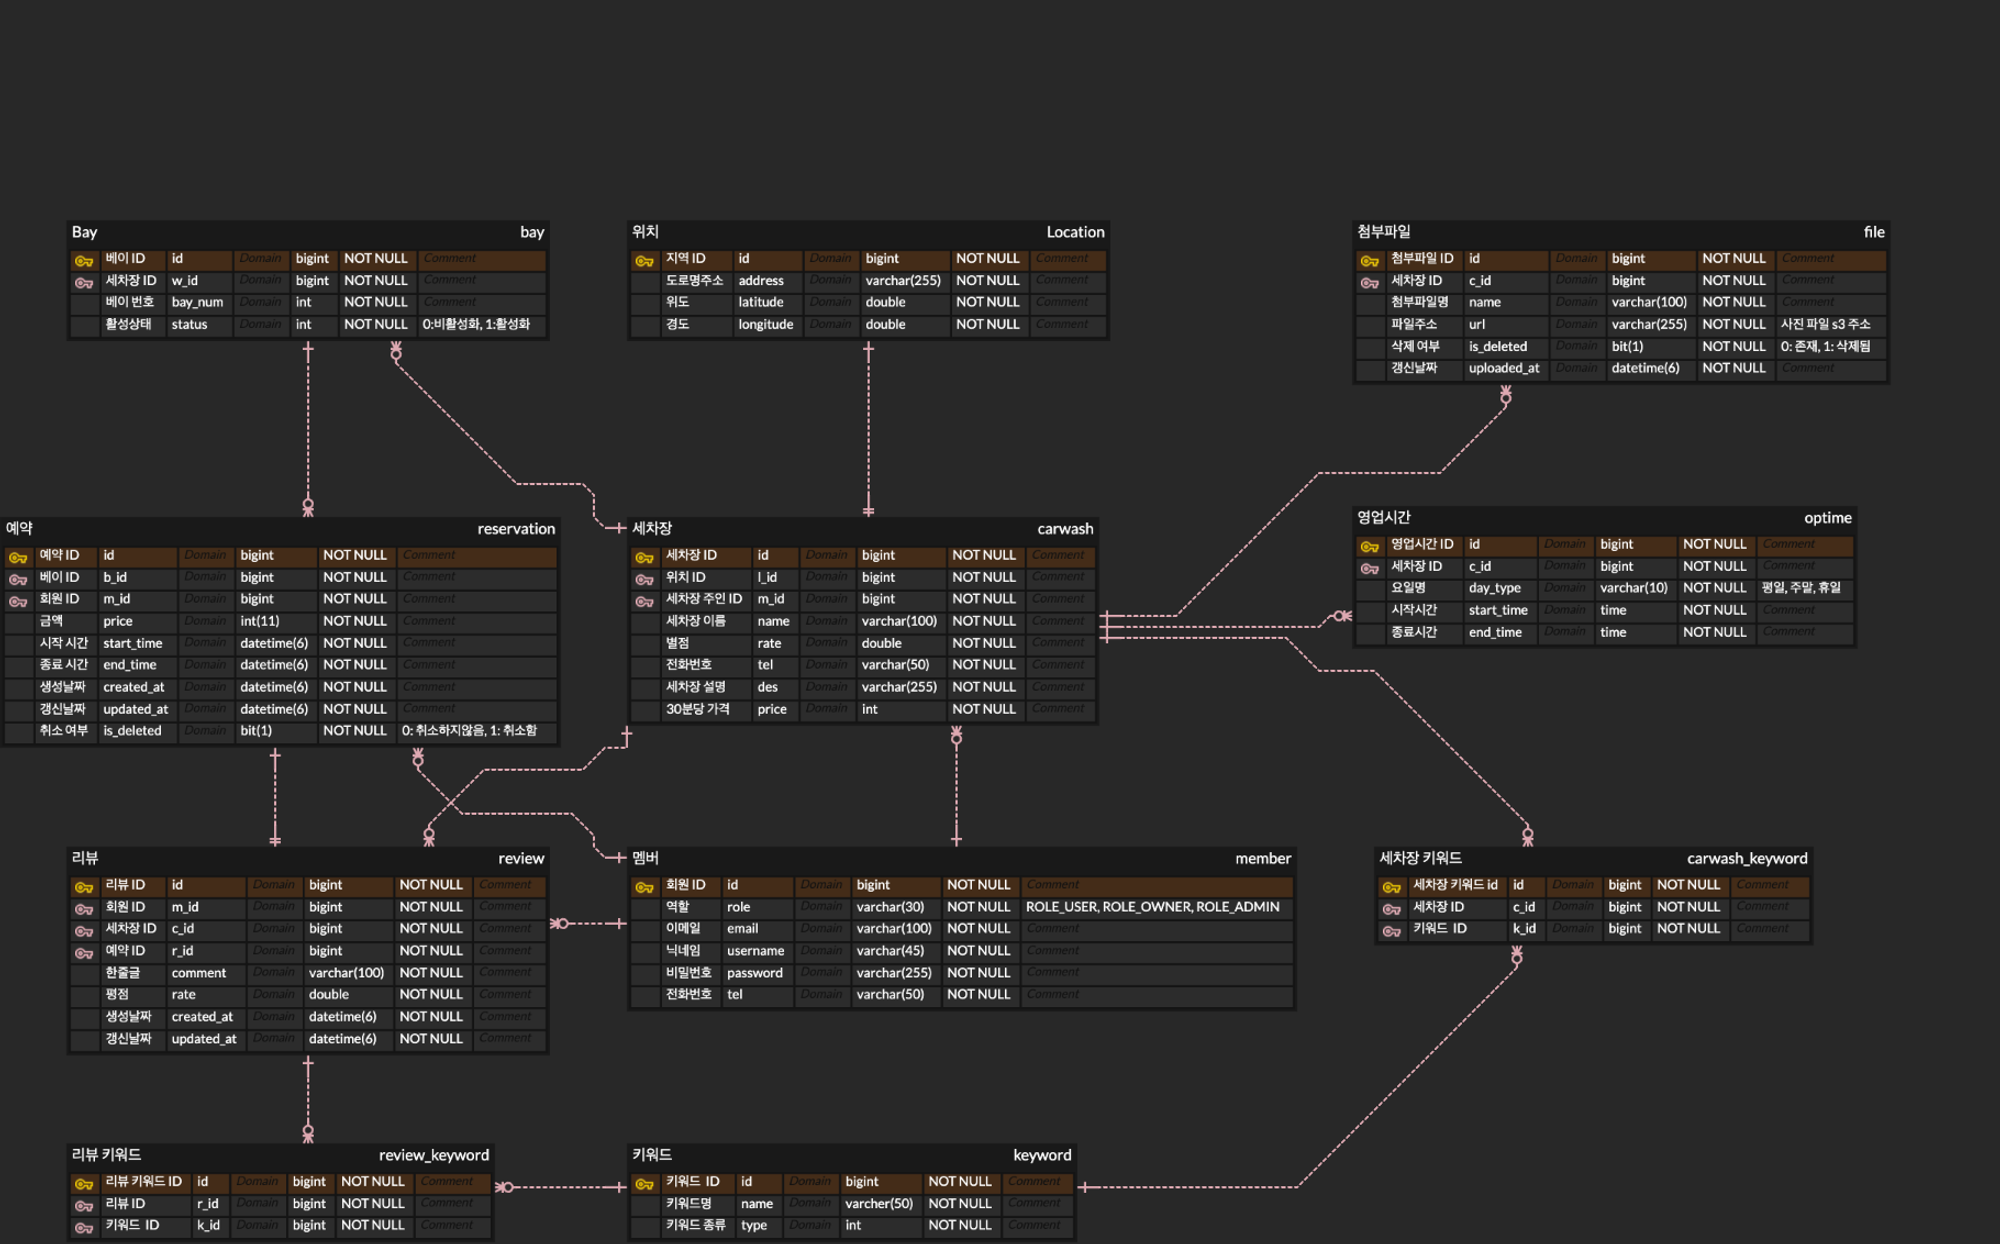 Bay bay
베이 ID id Domain bigint NOT NULL Comment
세차장 ID w_id Domain bigint NOT NULL Comment
베이 번호 bay_num Domain int NOT NULL Comment
활성상태 status Domain int NOT NULL 0:비활성화, 1:활성화
위치 Location
지역 ID id Domain bigint NOT NULL Comment
도로명주소 address Domain varchar(255) NOT NULL Comment
위도 latitude Domain double NOT NULL Comment
경도 longitude Domain double NOT NULL Comment
첨부파일 file
첨부파일 ID id Domain bigint NOT NULL Comment
세차장 ID c_id Domain bigint NOT NULL Comment
첨부파일명 name Domain varchar(100) NOT NULL Comment
파일주소 url Domain varchar(255) NOT NULL 사진 파일 s3 주소
삭제 여부 is_deleted Domain bit(1) NOT NULL 0: 존재, 1: 삭제됨
갱신날짜 uploaded_at Domain datetime(6) NOT NULL Comment
예약 reservation
예약 ID id Domain bigint NOT NULL Comment
베이 ID b_id Domain bigint NOT NULL Comment
회원 ID m_id Domain bigint NOT NULL Comment
금액 price Domain int(11) NOT NULL Comment
시작 시간 start_time Domain datetime(6) NOT NULL Comment
종료 시간 end_time Domain datetime(6) NOT NULL Comment
생성날짜 created_at Domain datetime(6) NOT NULL Comment
갱신날짜 updated_at Domain datetime(6) NOT NULL Comment
취소 여부 is_deleted Domain bit(1) NOT NULL 0: 취소하지않음, 1: 취소함
세차장 carwash
세차장 ID id Domain bigint NOT NULL Comment
위치 ID l_id Domain bigint NOT NULL Comment
세차장 주인 ID m_id Domain bigint NOT NULL Comment
세차장 이름 name Domain varchar(100) NOT NULL Comment
별점 rate Domain double NOT NULL Comment
전화번호 tel Domain varchar(50) NOT NULL Comment
세차장 설명 des Domain varchar(255) NOT NULL Comment
30분당 가격 price Domain int NOT NULL Comment
영업시간 optime
영업시간 ID id Domain bigint NOT NULL Comment
세차장 ID c_id Domain bigint NOT NULL Comment
요일명 day_type Domain varchar(10) NOT NULL 평일, 주말, 휴일
시작시간 start_time Domain time NOT NULL Comment
종료시간 end_time Domain time NOT NULL Comment
리뷰 review
리뷰 ID id Domain bigint NOT NULL Comment
회원 ID m_id Domain bigint NOT NULL Comment
세차장 ID c_id Domain bigint NOT NULL Comment
예약 ID r_id Domain bigint NOT NULL Comment
한줄글 comment Domain varchar(100) NOT NULL Comment
평점 rate Domain double NOT NULL Comment
생성날짜 created_at Domain datetime(6) NOT NULL Comment
갱신날짜 updated_at Domain datetime(6) NOT NULL Comment
멤버 member
회원 ID id Domain bigint NOT NULL Comment
역할 role Domain varchar(30) NOT NULL ROLE_USER, ROLE_OWNER, ROLE_ADMIN
이메일 email Domain varchar(100) NOT NULL Comment
닉네임 username Domain varchar(45) NOT NULL Comment
비밀번호 password Domain varchar(255) NOT NULL Comment
전화번호 tel Domain varchar(50) NOT NULL Comment
세차장 키워드 carwash_keyword
세차장 키워드 id id Domain bigint NOT NULL Comment
세차장 ID c_id Domain bigint NOT NULL Comment
키워드 ID k_id Domain bigint NOT NULL Comment
리뷰 키워드 review_keyword
리뷰 키워드 ID id Domain bigint NOT NULL Comment
리뷰 ID r_id Domain bigint NOT NULL Comment
키워드 ID k_id Domain bigint NOT NULL Comment
키워드 keyword
키워드 ID id Domain bigint NOT NULL Comment
키워드명 name Domain varcher(50) NOT NULL Comment
키워드 종류 type Domain int NOT NULL Comment